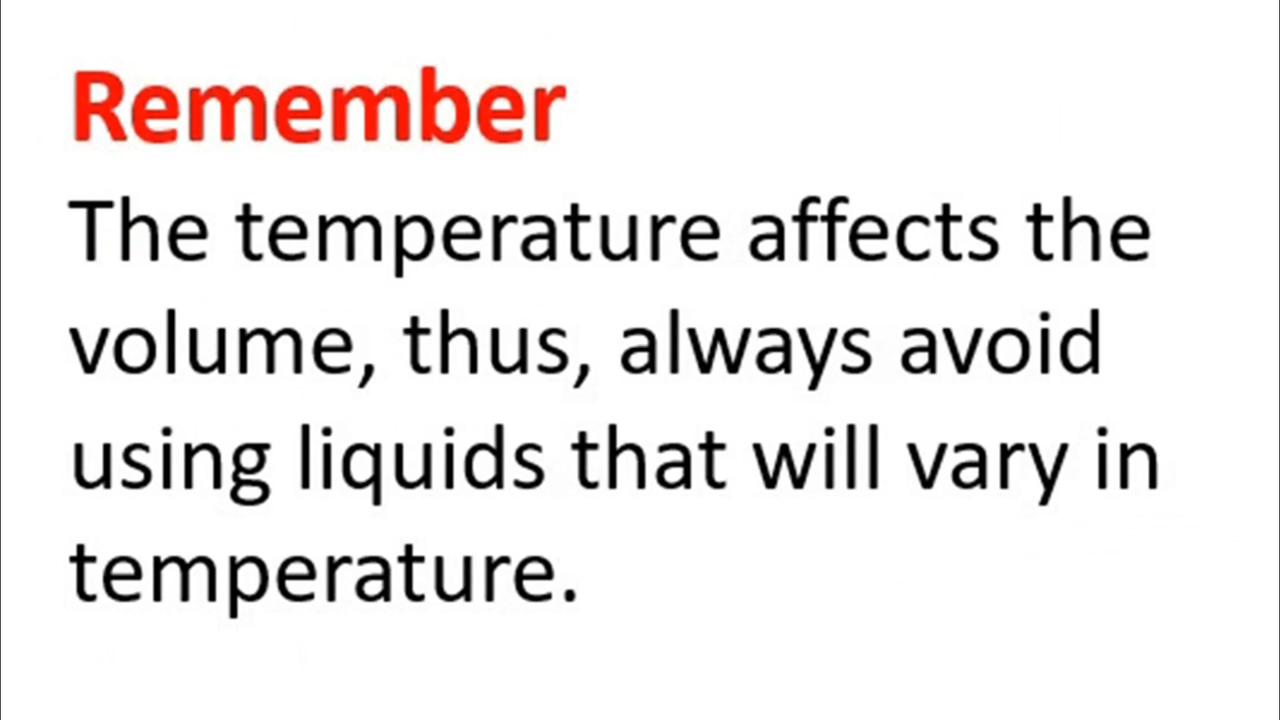 Remember
The temperature affects the
volume, thus, always avoid
using liquids that will vary in
temperature.